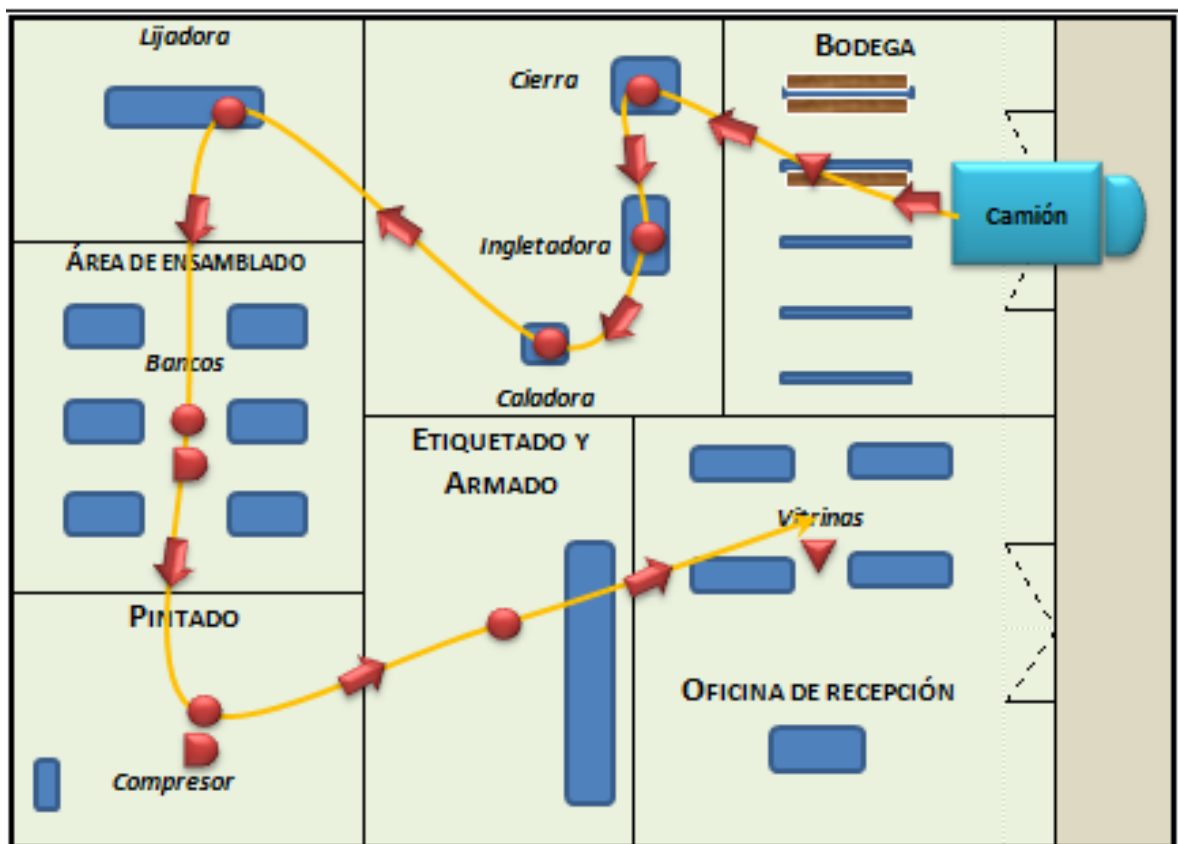 Lijadora
Cierra
BODEGA
Camión
Ingletadora
ÁREA DE ENSAMBLADO
Bancos
Caladora
ETIQUETADO Y
ARMADO
Vitrinas
PINTADO
OFICINA DE RECEPCIÓN
Compresor